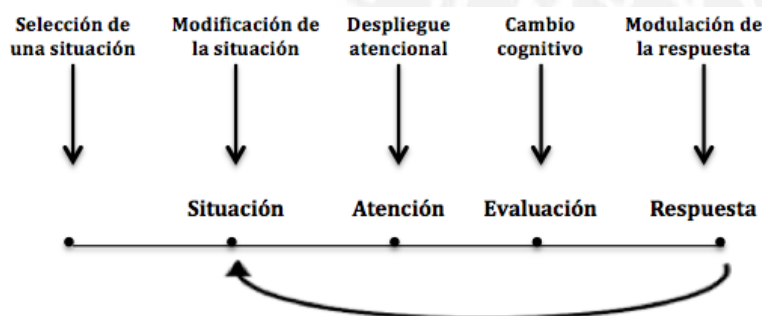 Selección de
una situación
Modificación de
la situación
Despliegue
atencional
Cambio
cognitivo
Modulación de
la respuesta
Situación
Atención
Evaluación
Respuesta